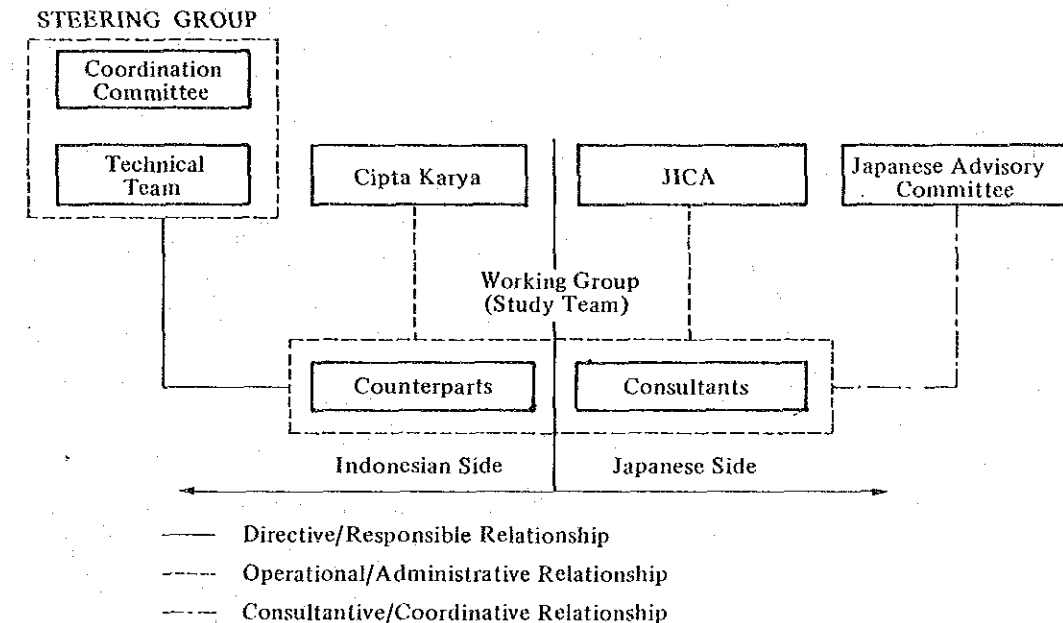 STEERING GROUP
Coordination
Committee
Technical
Team
Cipta Karya
JICA
Japanese Advisory
Committee
Working Group
(Study Team)
Counterparts
Consultants
Indonesian Side
Japanese Side
Directive/Responsible Relationship
Operational/Administrative Relationship
Consultantive/Coordinative Relationship